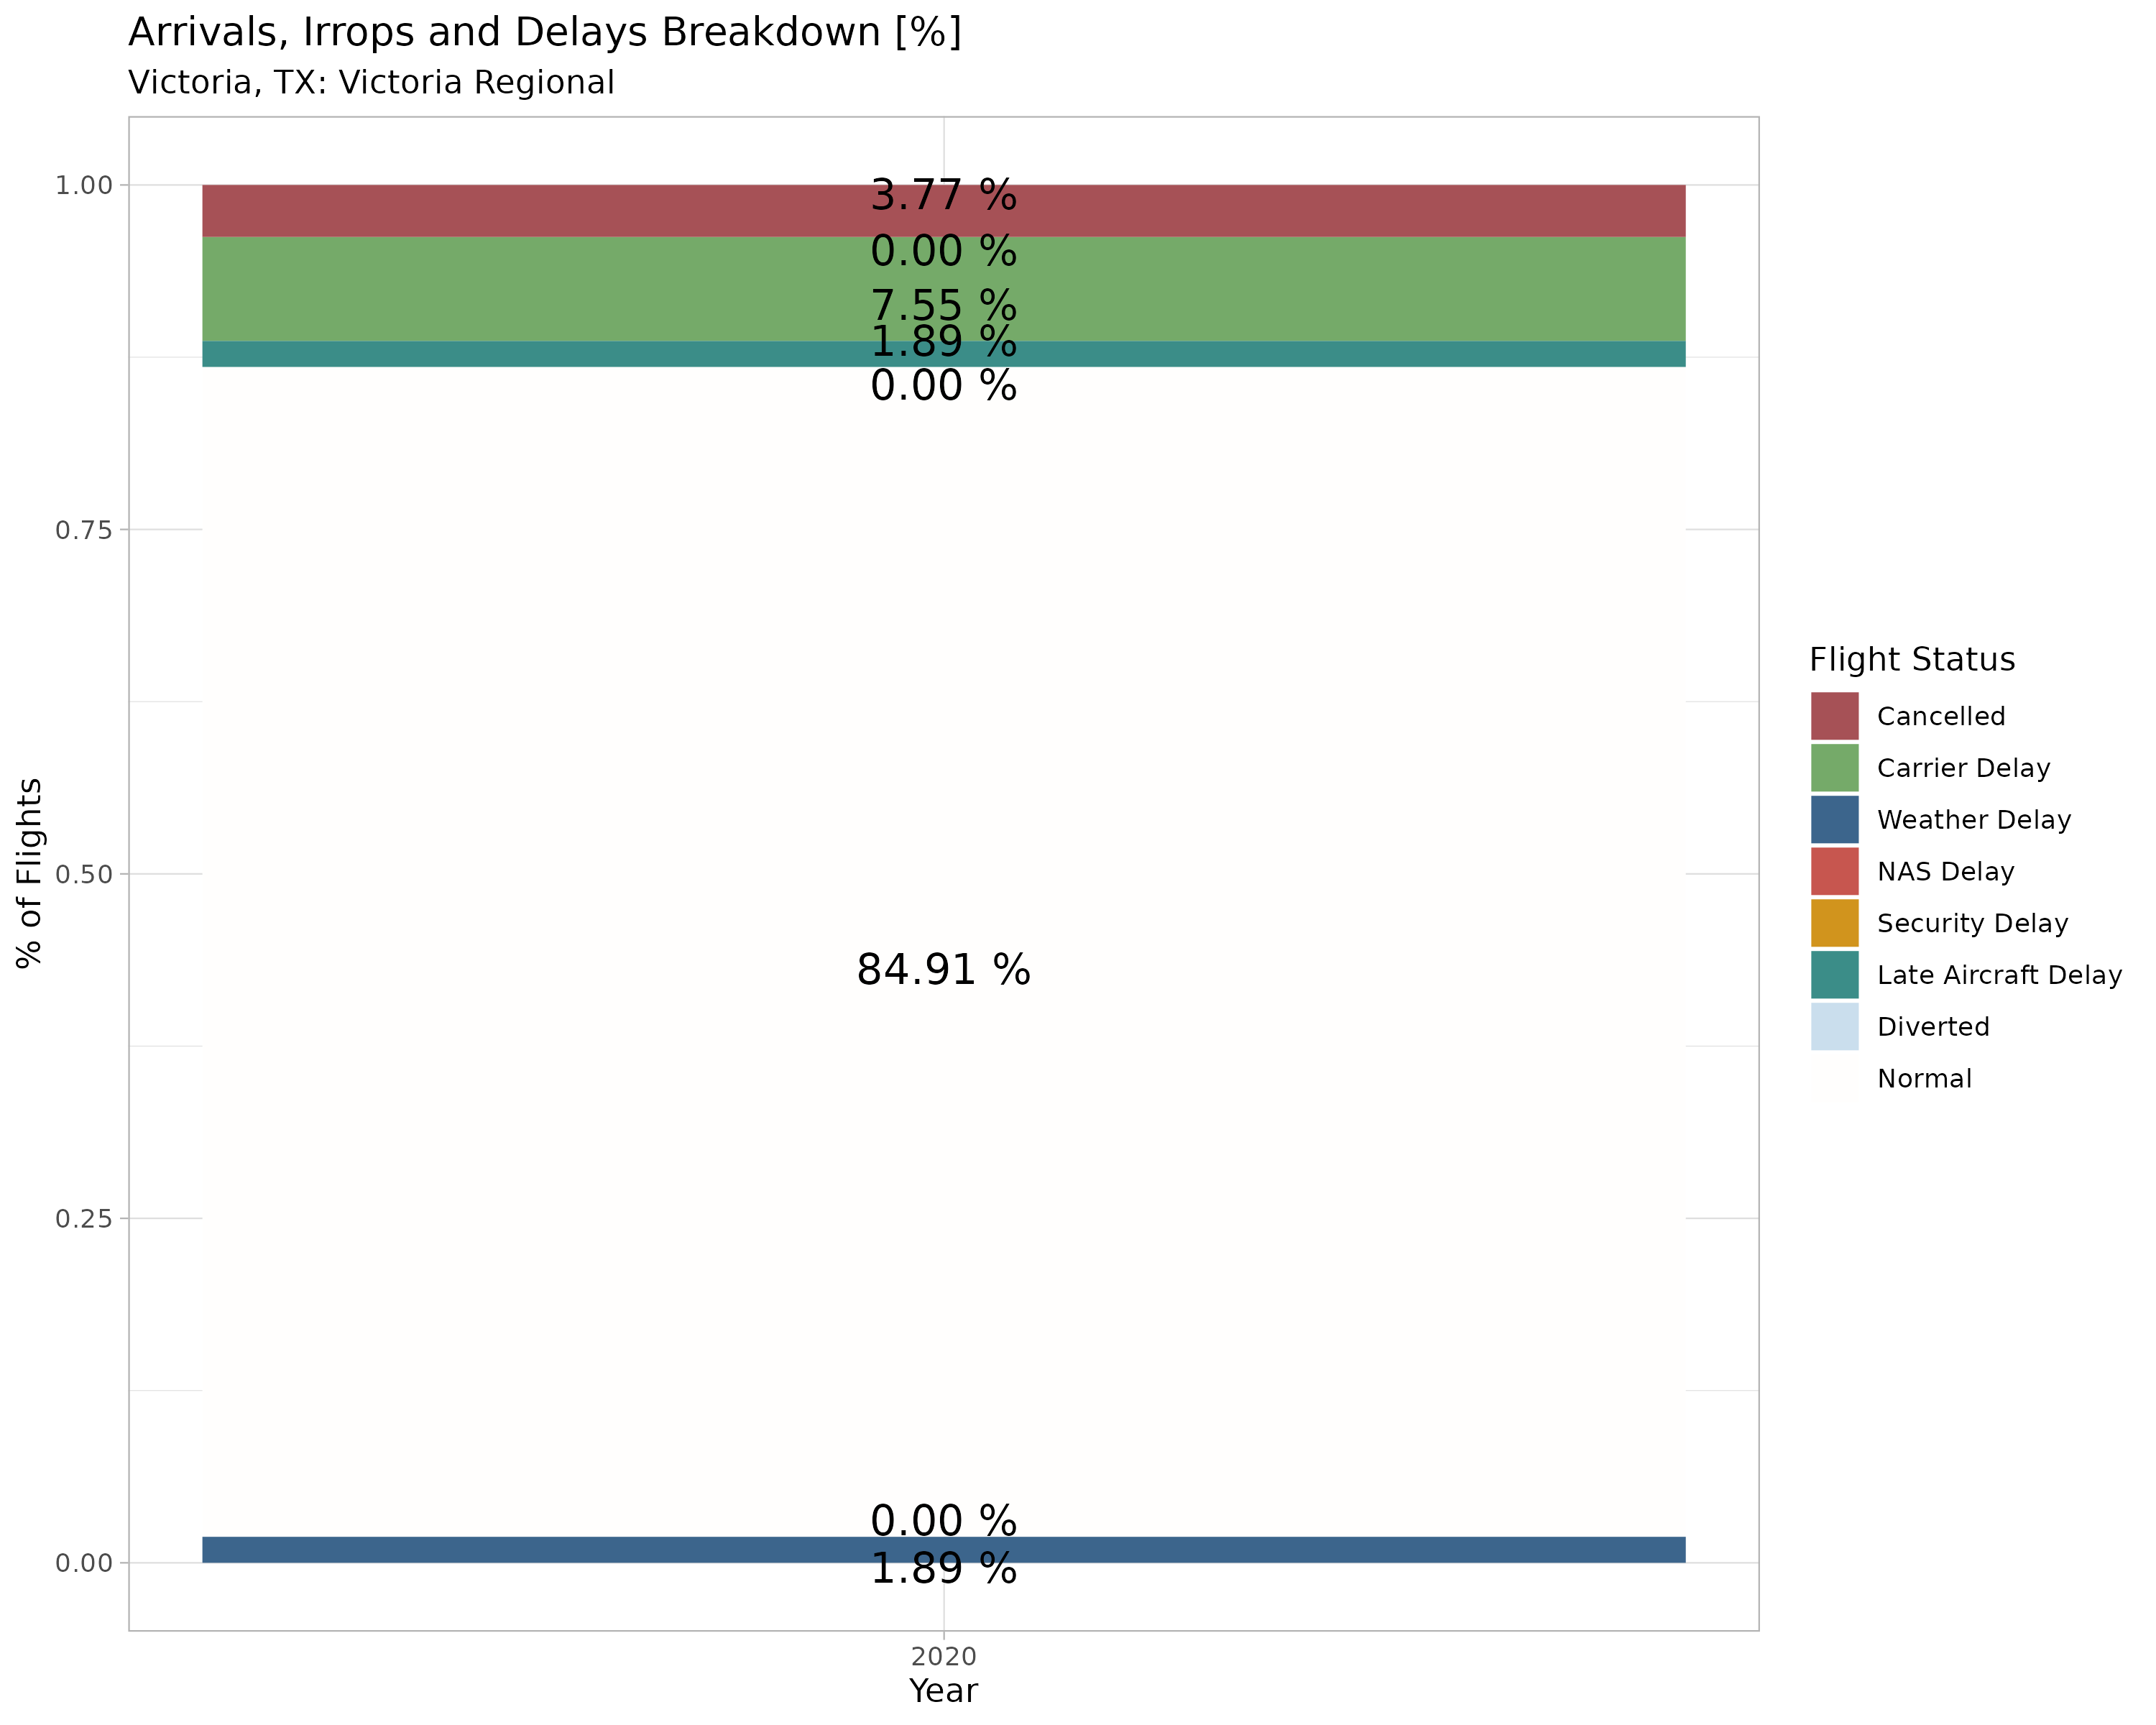 Arrivals, Irrops and Delays Breakdown [%]
Victoria, TX: Victoria Regional
1.00
0.75
0.50
0.25
0.00
% of Flights
3.77 %
0.00 %
7.55 %
1.89 %
0.00 %
84.91 %
0.00 %
1.89 %
2020
Year
Flight Status
Cancelled
Carrier Delay
Weather Delay
NAS Delay
Security Delay
Late Aircraft Delay
Diverted
Normal